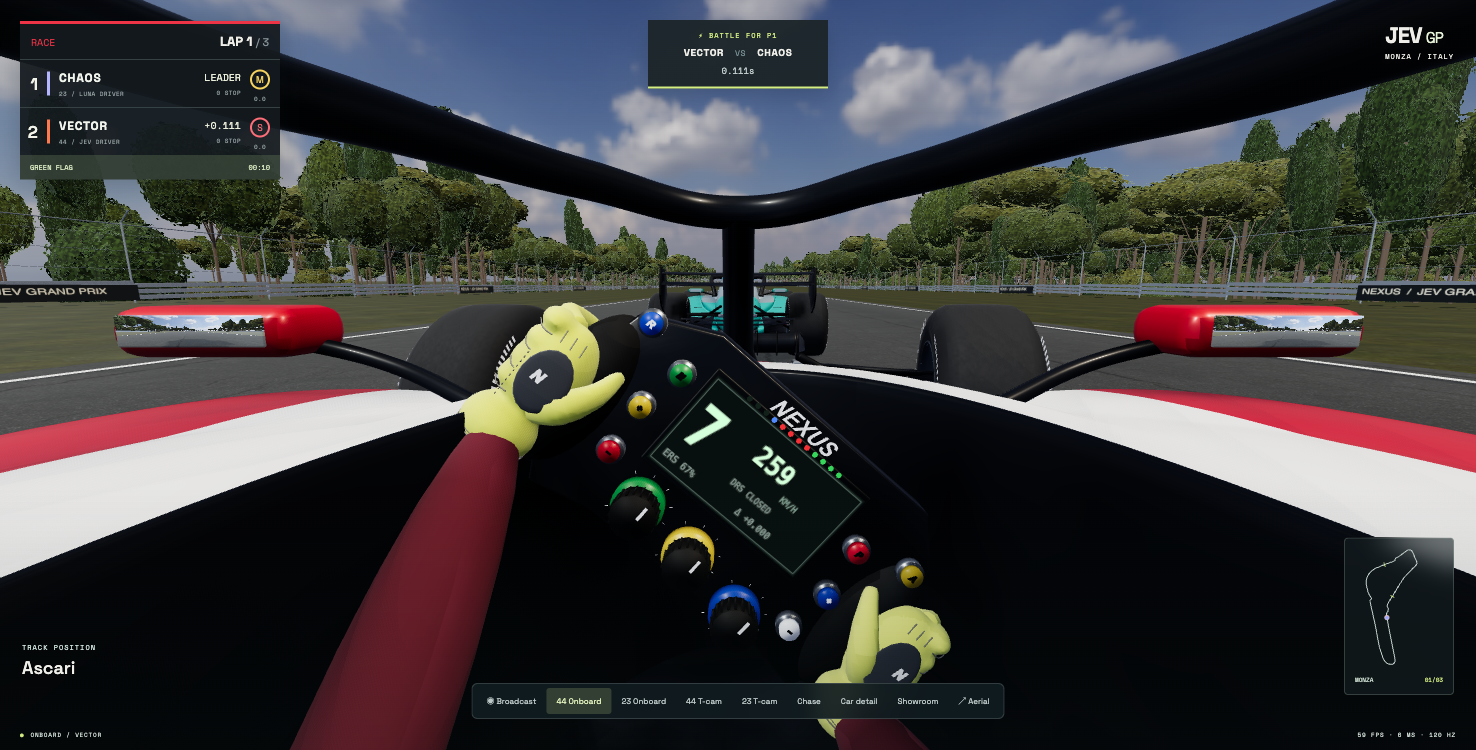 RACE
LAP 1 / 3
1 CHAOS LEADER M
23 / LUNA DRIVER 0 STOP 0.0
2 VECTOR +0.111 S
44 / JEV DRIVER 0 STOP 0.0
GREEN FLAG 00:10
⚡ BATTLE FOR P1
VECTOR VS CHAOS
0.111s
JEV GP
MONZA / ITALY
JEV GRAND PRIX
NEXUS / JEV GRA
R
N
NEXUS
7
259
KM/H
ERS 67%
DRS CLOSED
Δ +0.000
N
TRACK POSITION
Ascari
MONZA 01/03
Broadcast 44 Onboard 23 Onboard 44 T-cam 23 T-cam Chase Car detail Showroom Aerial
ONBOARD / VECTOR
59 FPS · 6 MS · 120 HZ